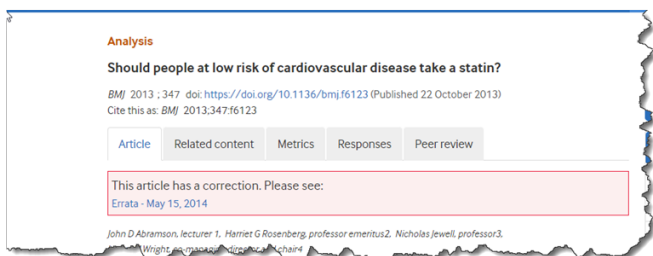 Analysis
Should people at low risk of cardiovascular disease take a statin?
BMJ 2013 ; 347 doi: https://doi.org/10.1136/bmj.f6123 (Published 22 October 2013)
Cite this as: BMJ 2013;347:f6123
Article Related content Metrics Responses Peer review
This article has a correction. Please see:
Errata - May 15, 2014
John D Abramson, lecturer 1, Harriet G Rosenberg, professor emeritus2, Nicholas Jewell, professor3,
Wright, co-managing director and chair4